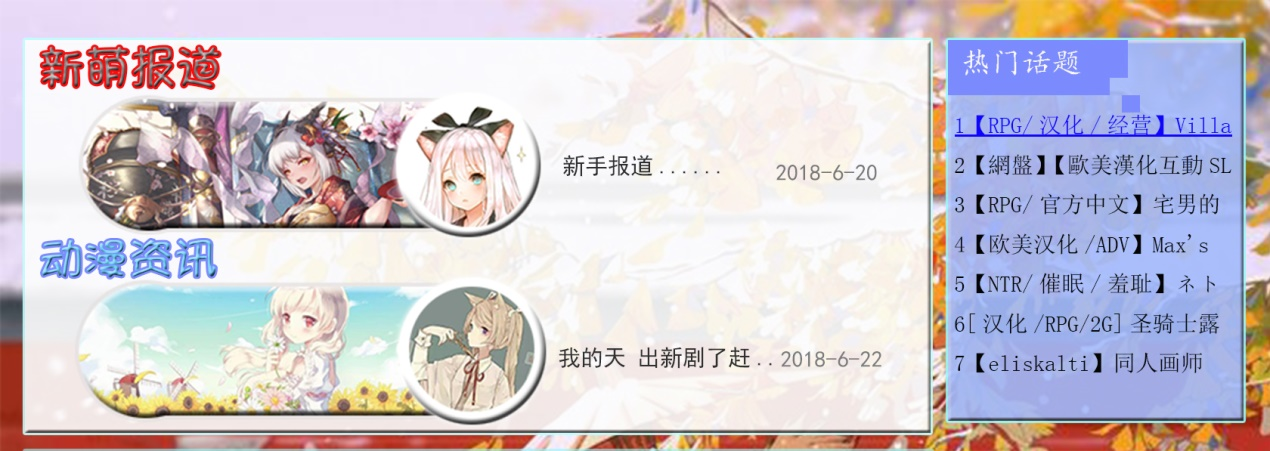 新萌报道
新手报道......
2018-6-20
动漫资讯
我的天 出新剧了赶..
2018-6-22
热门话题
1【RPG/汉化/经营】Villa
2【網盤】【歐美漢化互動SL
3【RPG/官方中文】宅男的
4【欧美汉化/ADV】Max's
5【NTR/催眠/羞耻】ネト
6[汉化/RPG/2G]圣骑士露
7【eliskalti】同人画师